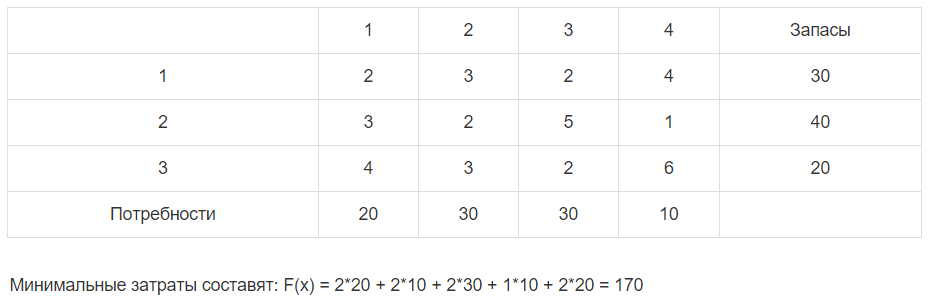 1 2 3 4 Запасы
1 2 3 2 4 30
2 3 2 5 1 40
3 4 3 2 6 20
Потребности 20 30 30 10
Минимальные затраты составят: F(x) = 2*20 + 2*10 + 2*30 + 1*10 + 2*20 = 170